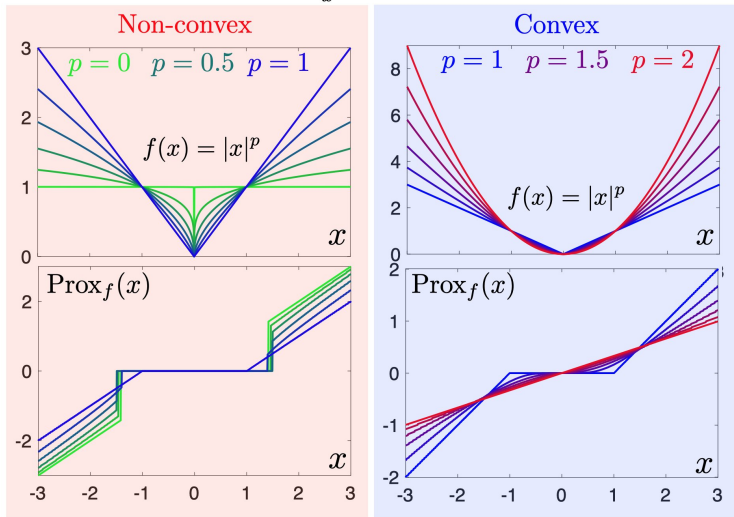 Non-convex
3
2
1
0
p = 0 p = 0.5 p = 1
f(x) = |x|^p
x
Prox_f(x)
2
0
-2
x
-3 -2 -1 0 1 2 3
Convex
8
6
4
2
0
p = 1 p = 1.5 p = 2
f(x) = |x|^p
x
Prox_f(x)
2
1
0
-1
-2
x
-3 -2 -1 0 1 2 3